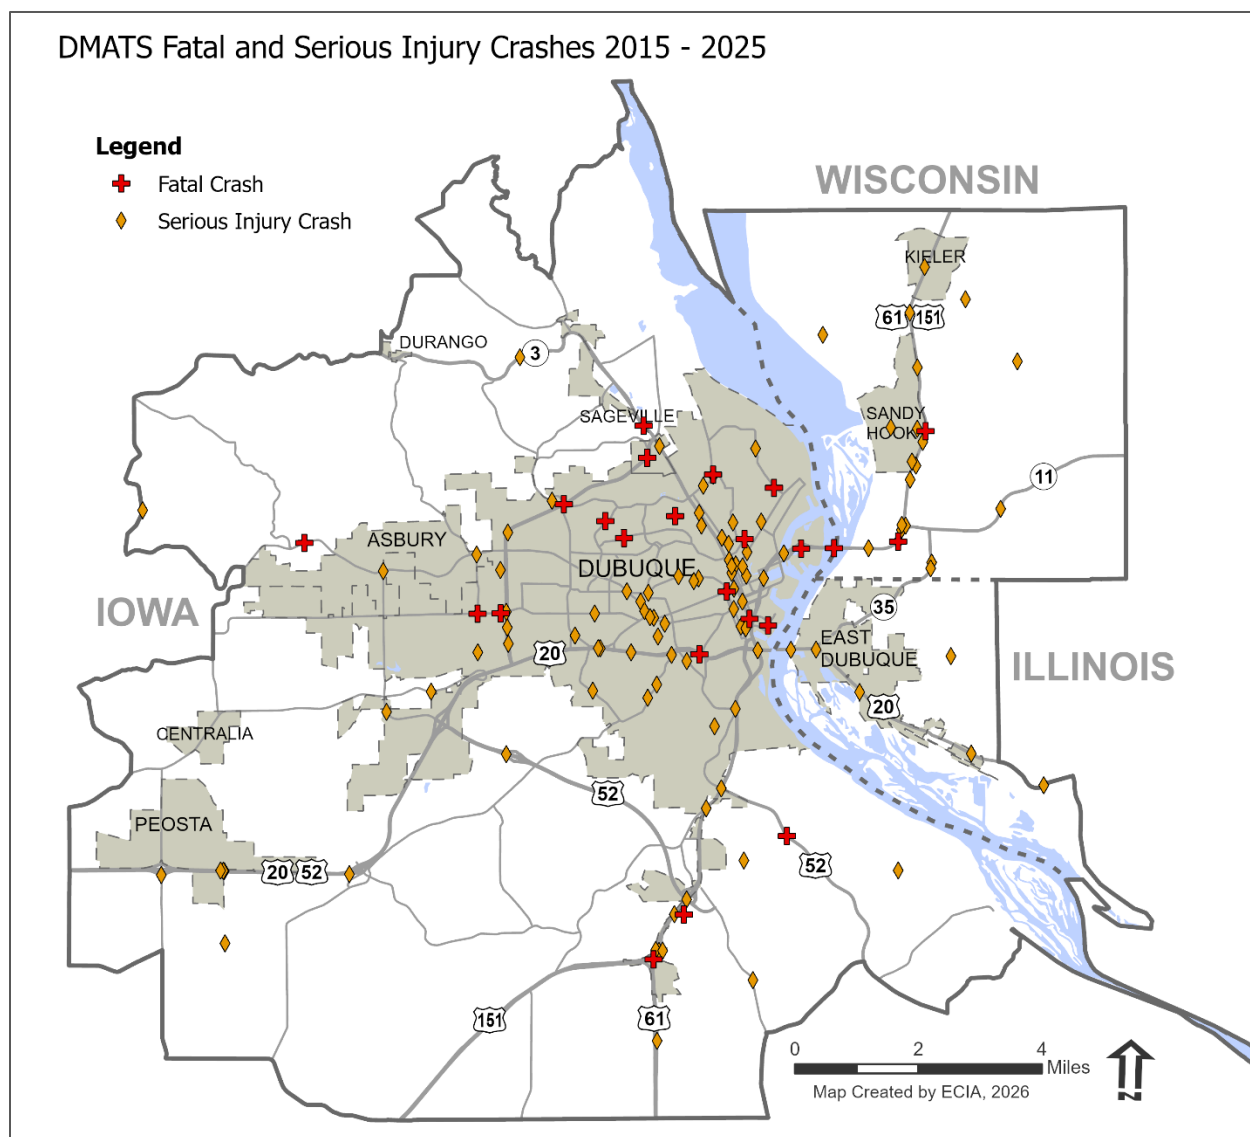 DMATS Fatal and Serious Injury Crashes 2015 - 2025
Legend
Fatal Crash
Serious Injury Crash
WISCONSIN
KIELER
61
151
DURANGO
3
SAGEVILLE
SANDY
HOOK
11
ASBURY
DUBUQUE
IOWA
35
20
EAST
DUBUQUE
ILLINOIS
20
CENTRALIA
52
PEOSTA
20
52
52
151
61
0
2
4
Miles
Map Created by ECIA, 2026
N